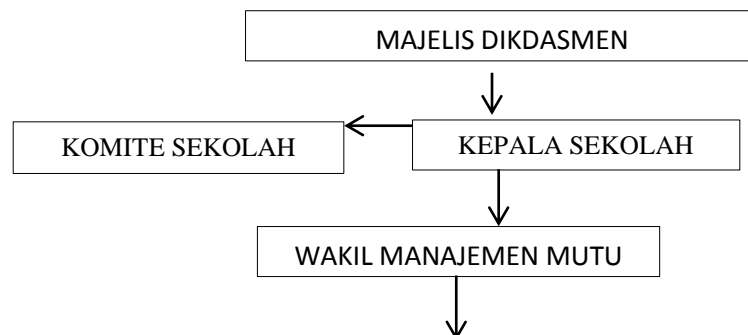 MAJELIS DIKDASMEN
KOMITE SEKOLAH
KEPALA SEKOLAH
WAKIL MANAJEMEN MUTU